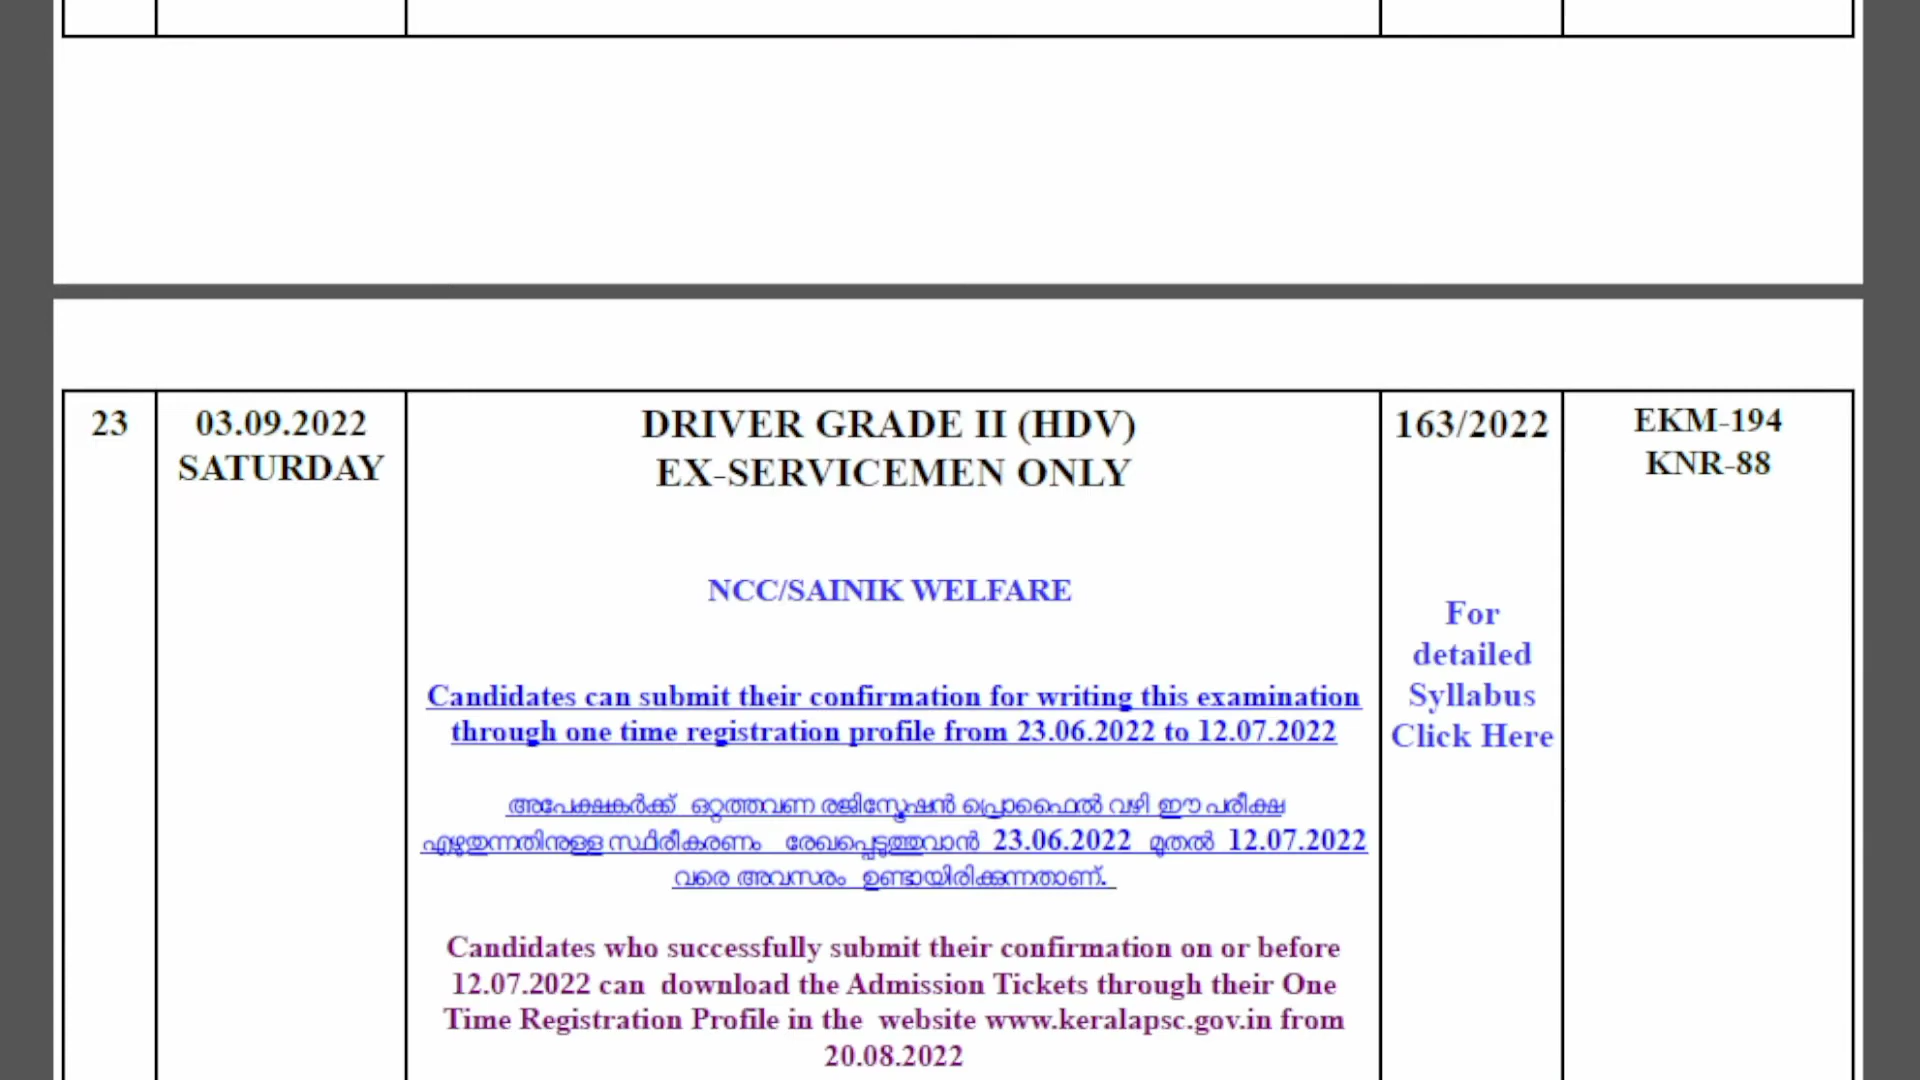 23
03.09.2022
SATURDAY
DRIVER GRADE II (HDV)
EX-SERVICEMEN ONLY
NCC/SAINIK WELFARE
Candidates can submit their confirmation for writing this examination
through one time registration profile from 23.06.2022 to 12.07.2022
അപേക്ഷകർക്ക് ഒറ്റത്തവണ രജിസ്ട്രേഷൻ പ്രൊഫൈൽ വഴി ഈ പരീക്ഷ
എഴുതുന്നതിനുള്ള സ്ഥിരീകരണം രേഖപ്പെടുത്തുവാൻ 23.06.2022 മുതൽ 12.07.2022
വരെ അവസരം ഉണ്ടായിരിക്കുന്നതാണ്.
Candidates who successfully submit their confirmation on or before
12.07.2022 can download the Admission Tickets through their One
Time Registration Profile in the website www.keralapsc.gov.in from
20.08.2022
163/2022
For
detailed
Syllabus
Click Here
EKM-194
KNR-88